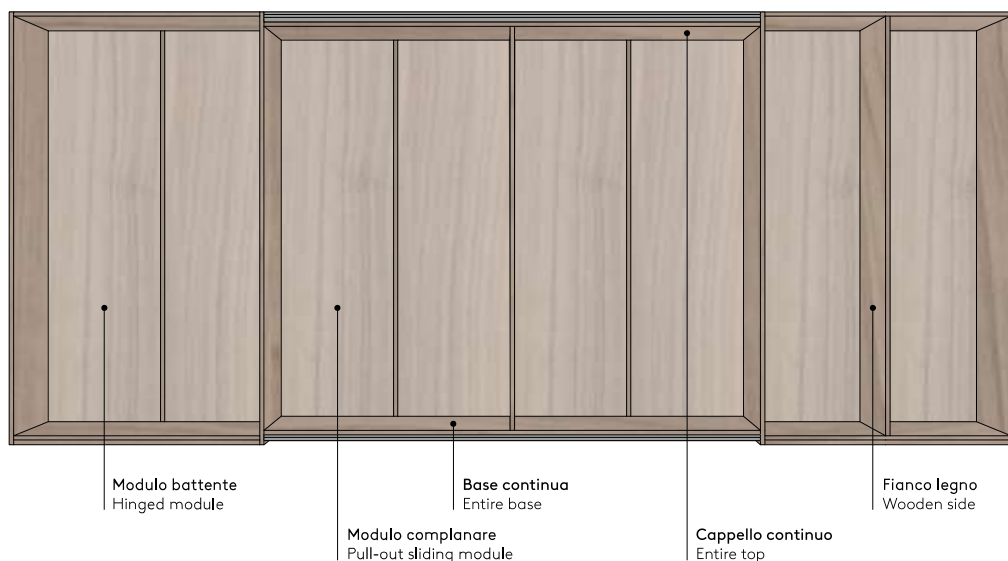 Modulo battente
Hinged module
Base continua
Entire base
Fianco legno
Wooden side
Modulo complanare
Pull-out sliding module
Cappello continuo
Entire top